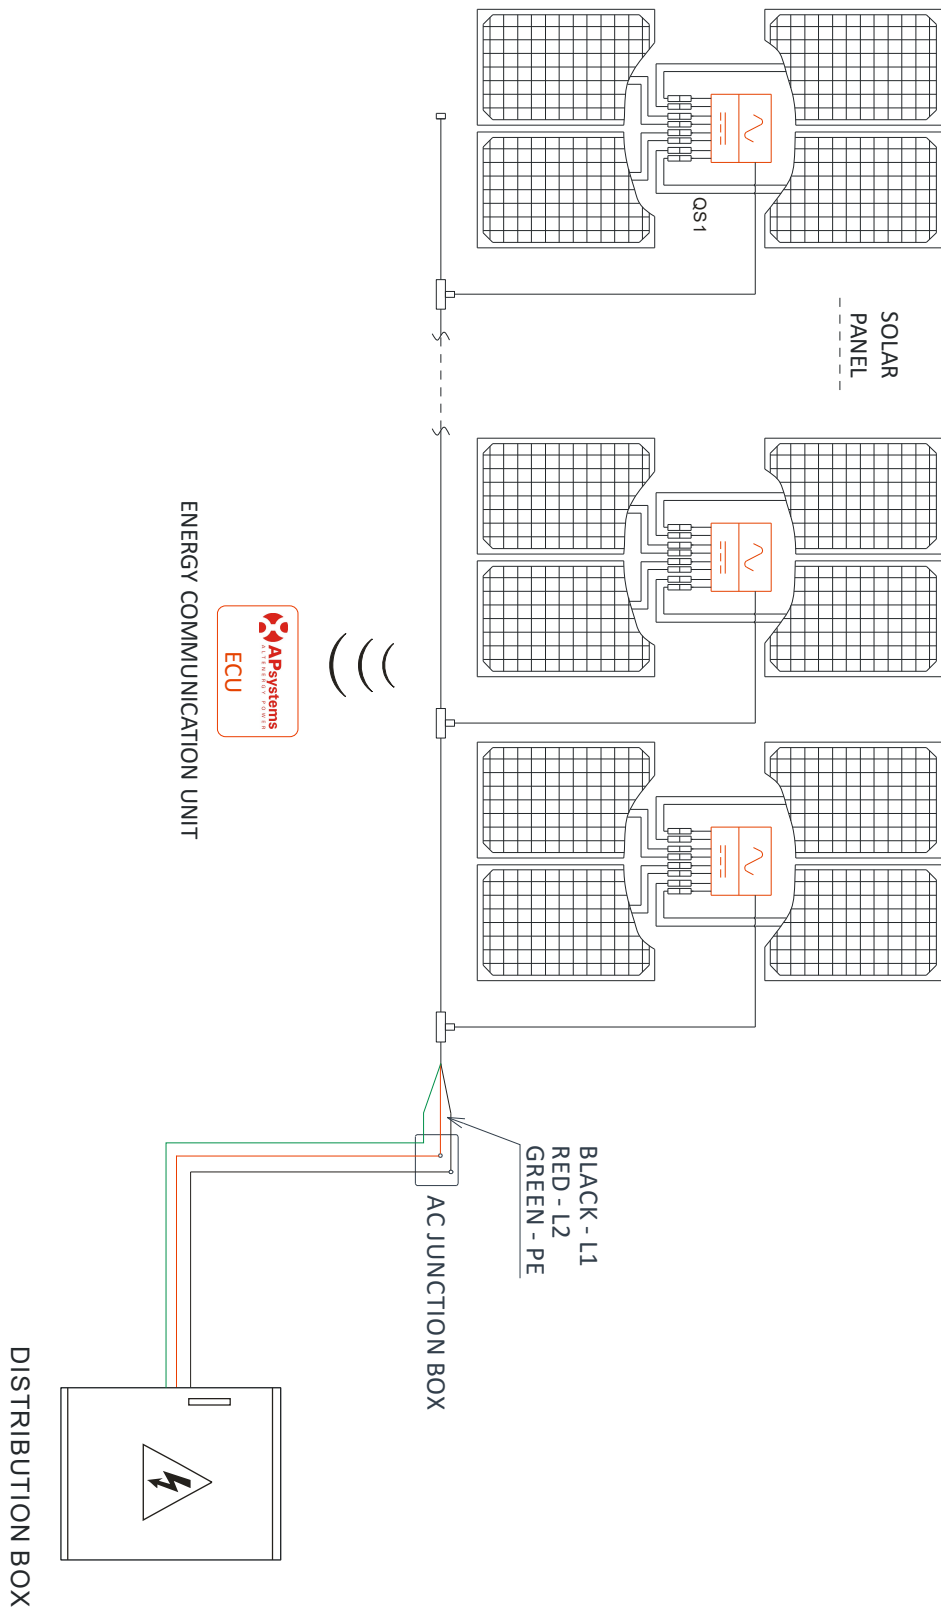 SOLAR
PANEL
QS1
BLACK - L1
RED - L2
GREEN - PE
AC JUNCTION BOX
APsystems
ALTENERGY POWER
ECU
ENERGY COMMUNICATION UNIT
DISTRIBUTION BOX